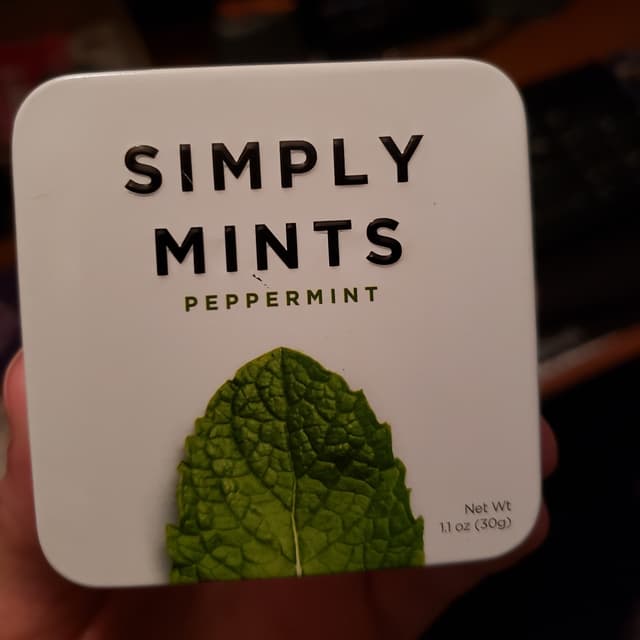 SIMPLY
MINTS
PEPPERMINT
Net Wt
1.1 oz (30g)